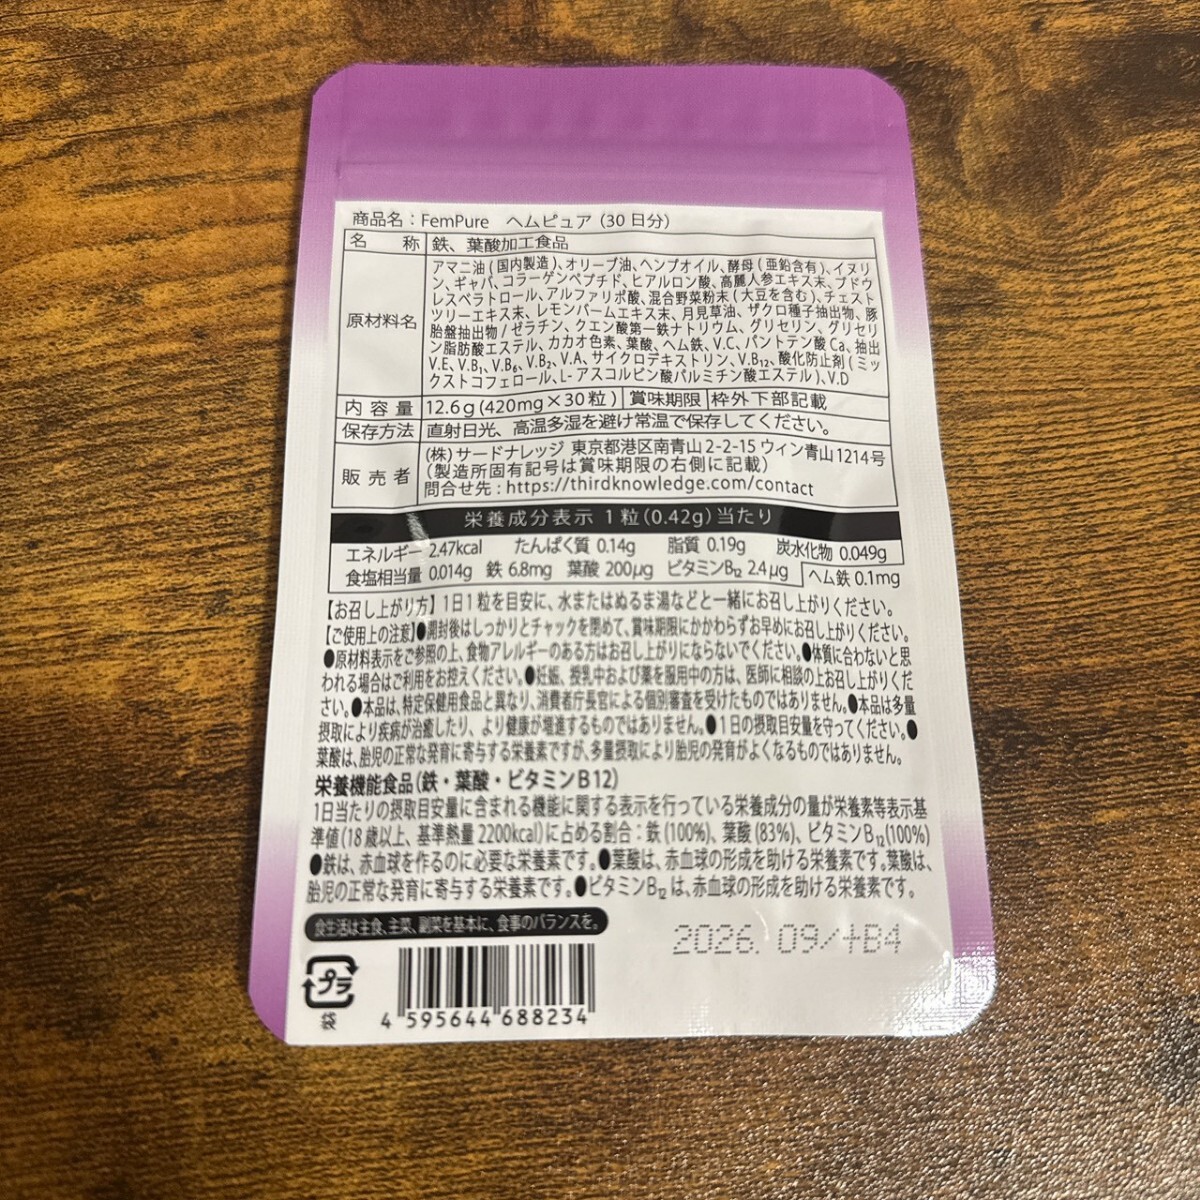 商品名：FemPure　ヘムピュア（30日分）
名　称　鉄、葉酸加工食品
原材料名　アマニ油(国内製造)、オリーブ油、ヘンプオイル、酵母(亜鉛含有)、イヌリ
ン、ギャバ、コラーゲンペプチド、ヒアルロン酸、高麗人参エキス末、ブドウ
レスベラトロール、アルファリポ酸、混合野菜粉末(大豆を含む)、チェスト
ツリーエキス末、レモンバームエキス末、月見草油、ザクロ種子抽出物、豚
胎盤抽出物/ゼラチン、クエン酸第一鉄ナトリウム、グリセリン、グリセリ
ン脂肪酸エステル、カカオ色素、葉酸、ヘム鉄、V.C、パントテン酸Ca、抽出
V.E、V.B₁、V.B₆、V.B₂、V.A、サイクロデキストリン、V.B₁₂、酸化防止剤(ミッ
クストコフェロール、L-アスコルビン酸パルミチン酸エステル)、V.D
内容量　12.6g(420mg×30粒)　賞味期限　枠外下部記載
保存方法　直射日光、高温多湿を避け常温で保存してください。
販売者　(株)サードナレッジ 東京都港区南青山2-2-15 ウィン青山1214号
(製造所固有記号は賞味期限の右側に記載)
問合せ先：https://thirdknowledge.com/contact
栄養成分表示 1粒(0.42g)当たり
エネルギー 2.47kcal　たんぱく質 0.14g　脂質 0.19g　炭水化物 0.049g
食塩相当量 0.014g　鉄 6.8mg　葉酸 200μg　ビタミンB₁₂ 2.4μg　ヘム鉄 0.1mg
【お召し上がり方】1日1粒を目安に、水またはぬるま湯などと一緒にお召し上がりください。
【ご使用上の注意】●開封後はしっかりとチャックを閉めて、賞味期限にかかわらずお早めにお召し上がりください。
●原材料表示をご参照の上、食物アレルギーのある方はお召し上がりにならないでください。●体質に合わないと思
われる場合はご利用をお控えください。●妊娠、授乳中および薬を服用中の方は、医師に相談の上お召し上がりくだ
さい。●本品は、特定保健用食品と異なり、消費者庁長官による個別審査を受けたものではありません。●本品は多量
摂取により疾病が治癒したり、より健康が増進するものではありません。●1日の摂取目安量を守ってください。●
葉酸は、胎児の正常な発育に寄与する栄養素ですが、多量摂取により胎児の発育がよくなるものではありません。
栄養機能食品(鉄・葉酸・ビタミンB12)
1日当たりの摂取目安量に含まれる機能に関する表示を行っている栄養成分の量が栄養素等表示基
準値(18歳以上、基準熱量2200kcal)に占める割合：鉄(100%)、葉酸(83%)、ビタミンB₁₂(100%)
●鉄は、赤血球を作るのに必要な栄養素です。●葉酸は、赤血球の形成を助ける栄養素です。葉酸は、
胎児の正常な発育に寄与する栄養素です。●ビタミンB₁₂は、赤血球の形成を助ける栄養素です。
食生活は主食、主菜、副菜を基本に、食事のバランスを。
2026. 09/+B4
プラ
袋
4 595644 688234